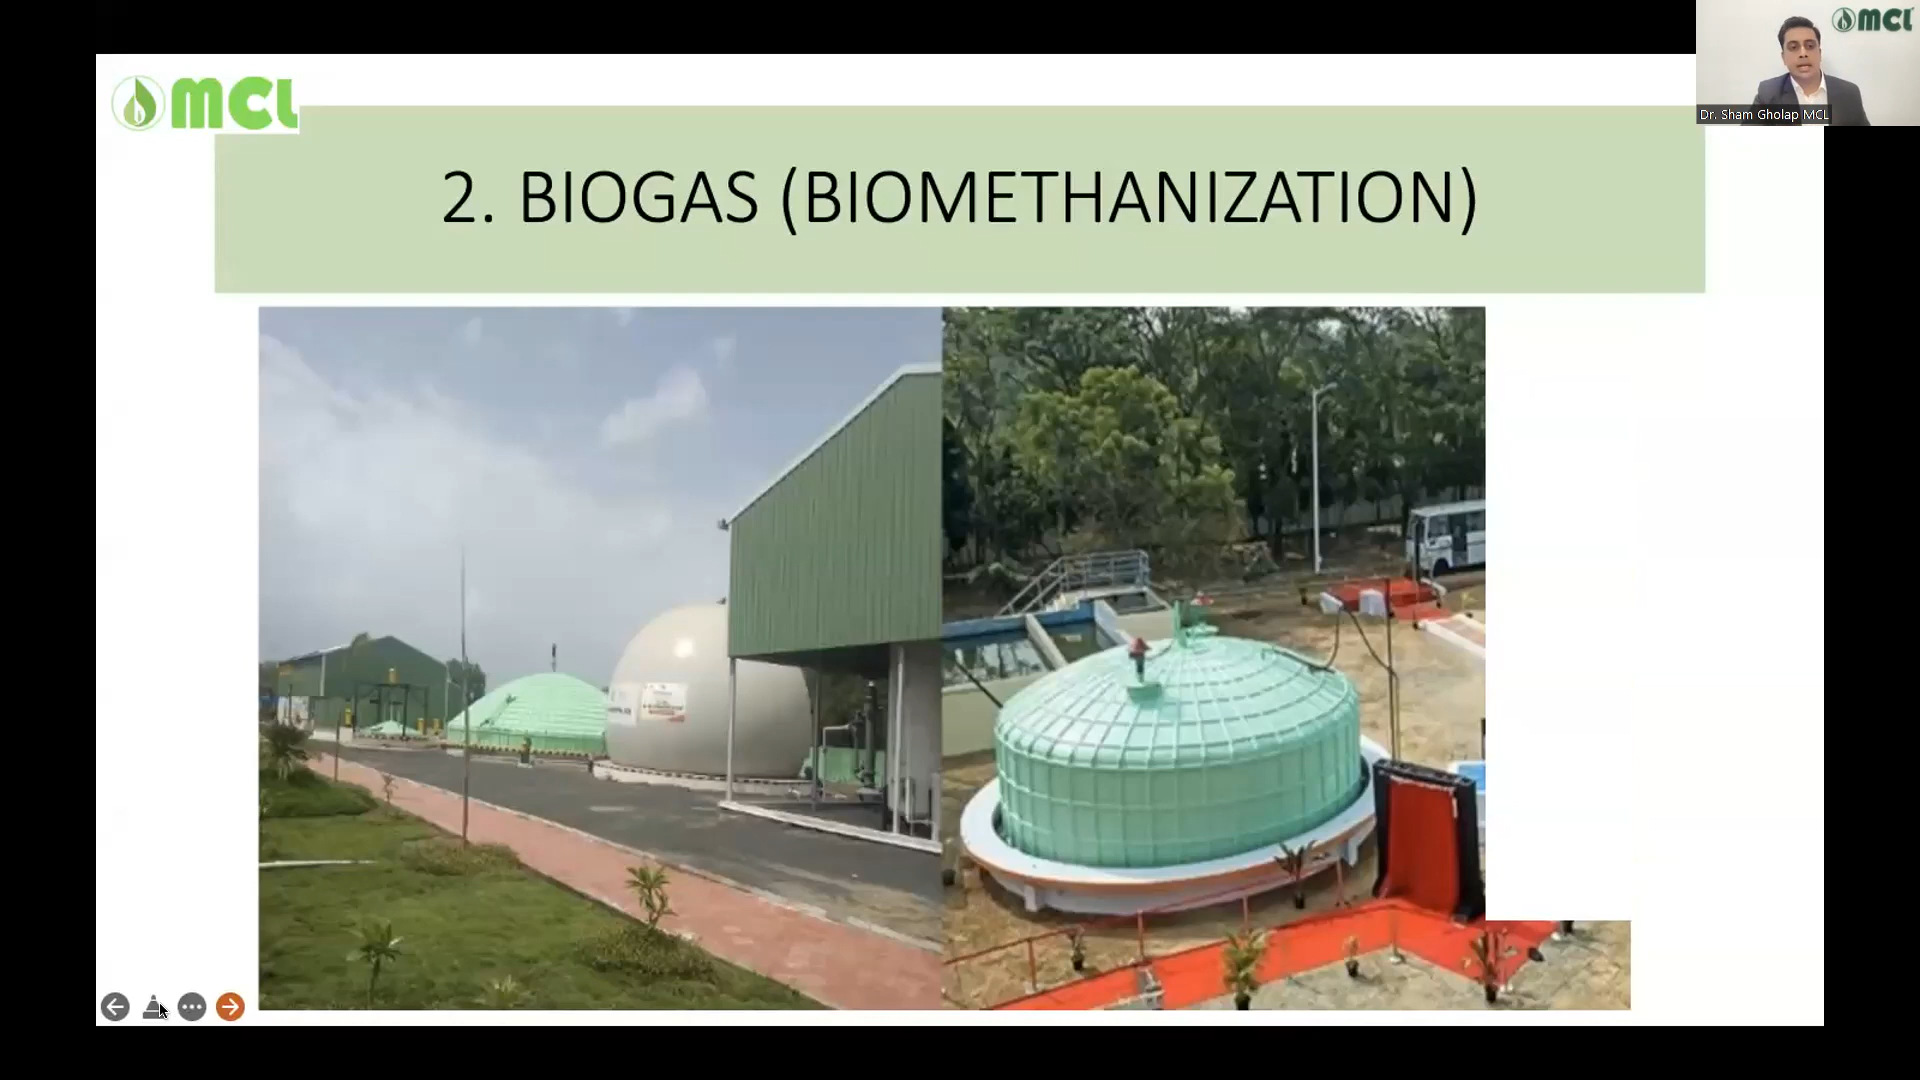 MCL
MCL
Dr. Sham Gholap MCL
2. BIOGAS (BIOMETHANIZATION)